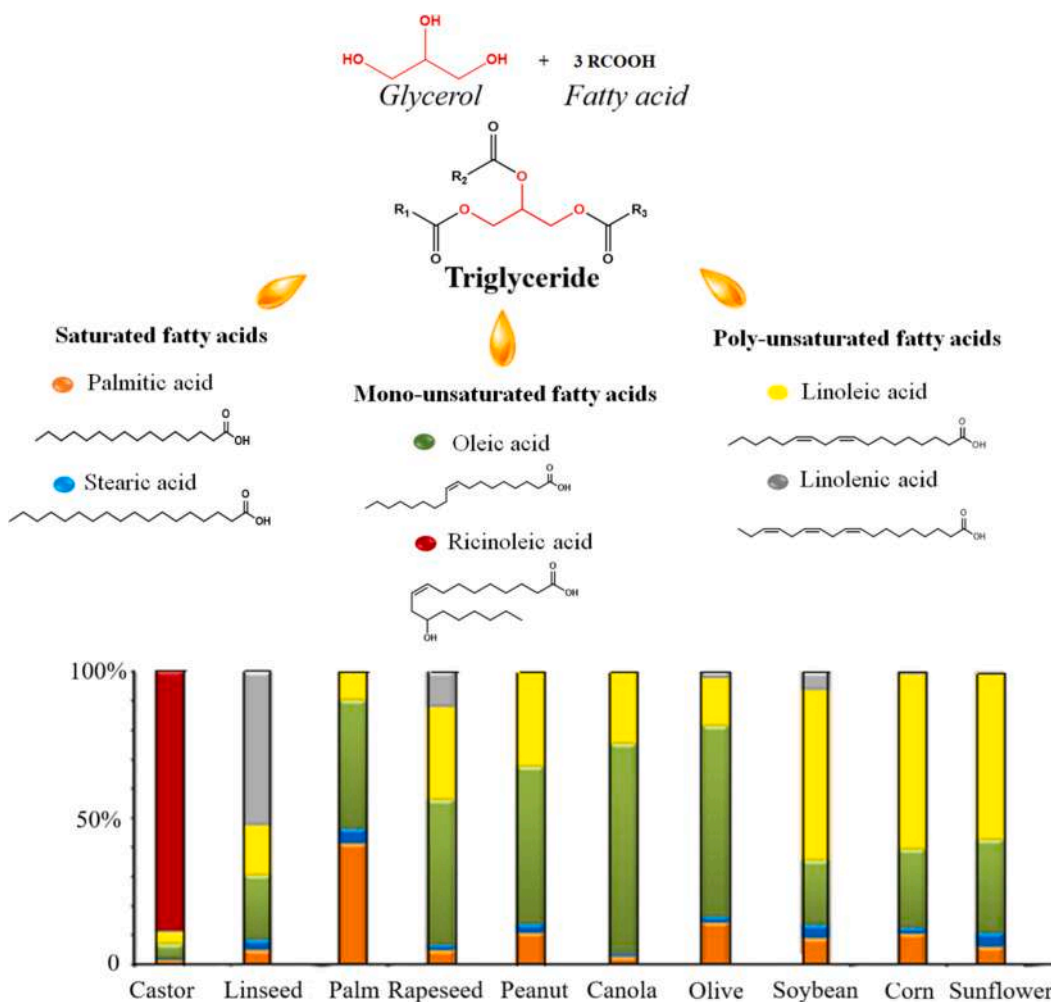 OH
HO
OH
+ 3 RCOOH
Glycerol
Fatty acid
O
R2
O
R1
O
O
R3
O
O
Triglyceride
Saturated fatty acids
Palmitic acid
O
OH
Stearic acid
O
OH
Mono-unsaturated fatty acids
Oleic acid
O
OH
Ricinoleic acid
O
OH
OH
Poly-unsaturated fatty acids
Linoleic acid
O
OH
Linolenic acid
O
OH
100%
50%
0
Castor Linseed Palm Rapeseed Peanut Canola Olive Soybean Corn Sunflower